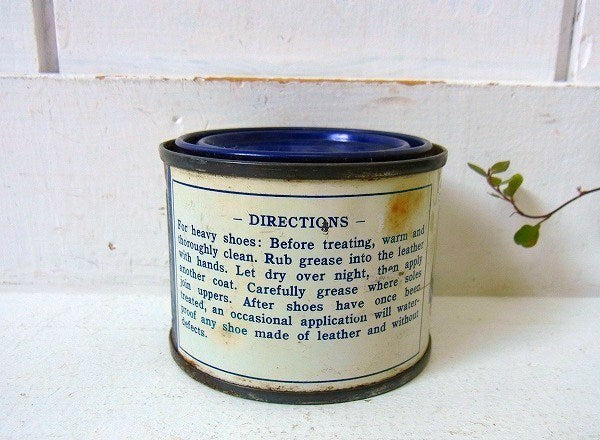 – DIRECTIONS –
For heavy shoes: Before treating, warm and
thoroughly clean. Rub grease into the leather
with hands. Let dry over night, then apply
another coat. Carefully grease where soles
join uppers. After shoes have once been
treated, an occasional application will water-
proof any shoe made of leather and without
defects.